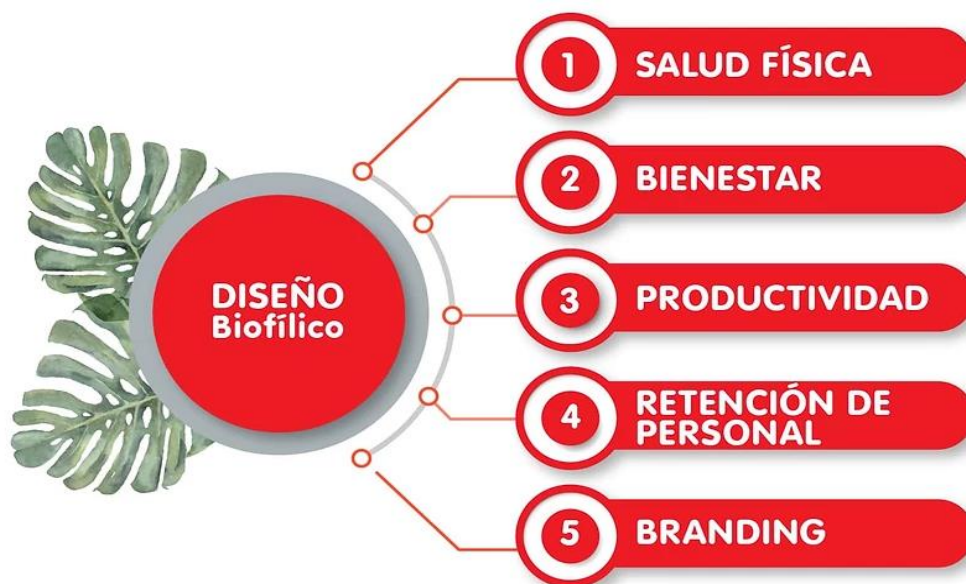 DISEÑO
Biofílico
1
SALUD FÍSICA
2
BIENESTAR
3
PRODUCTIVIDAD
4
RETENCIÓN DE
PERSONAL
5
BRANDING